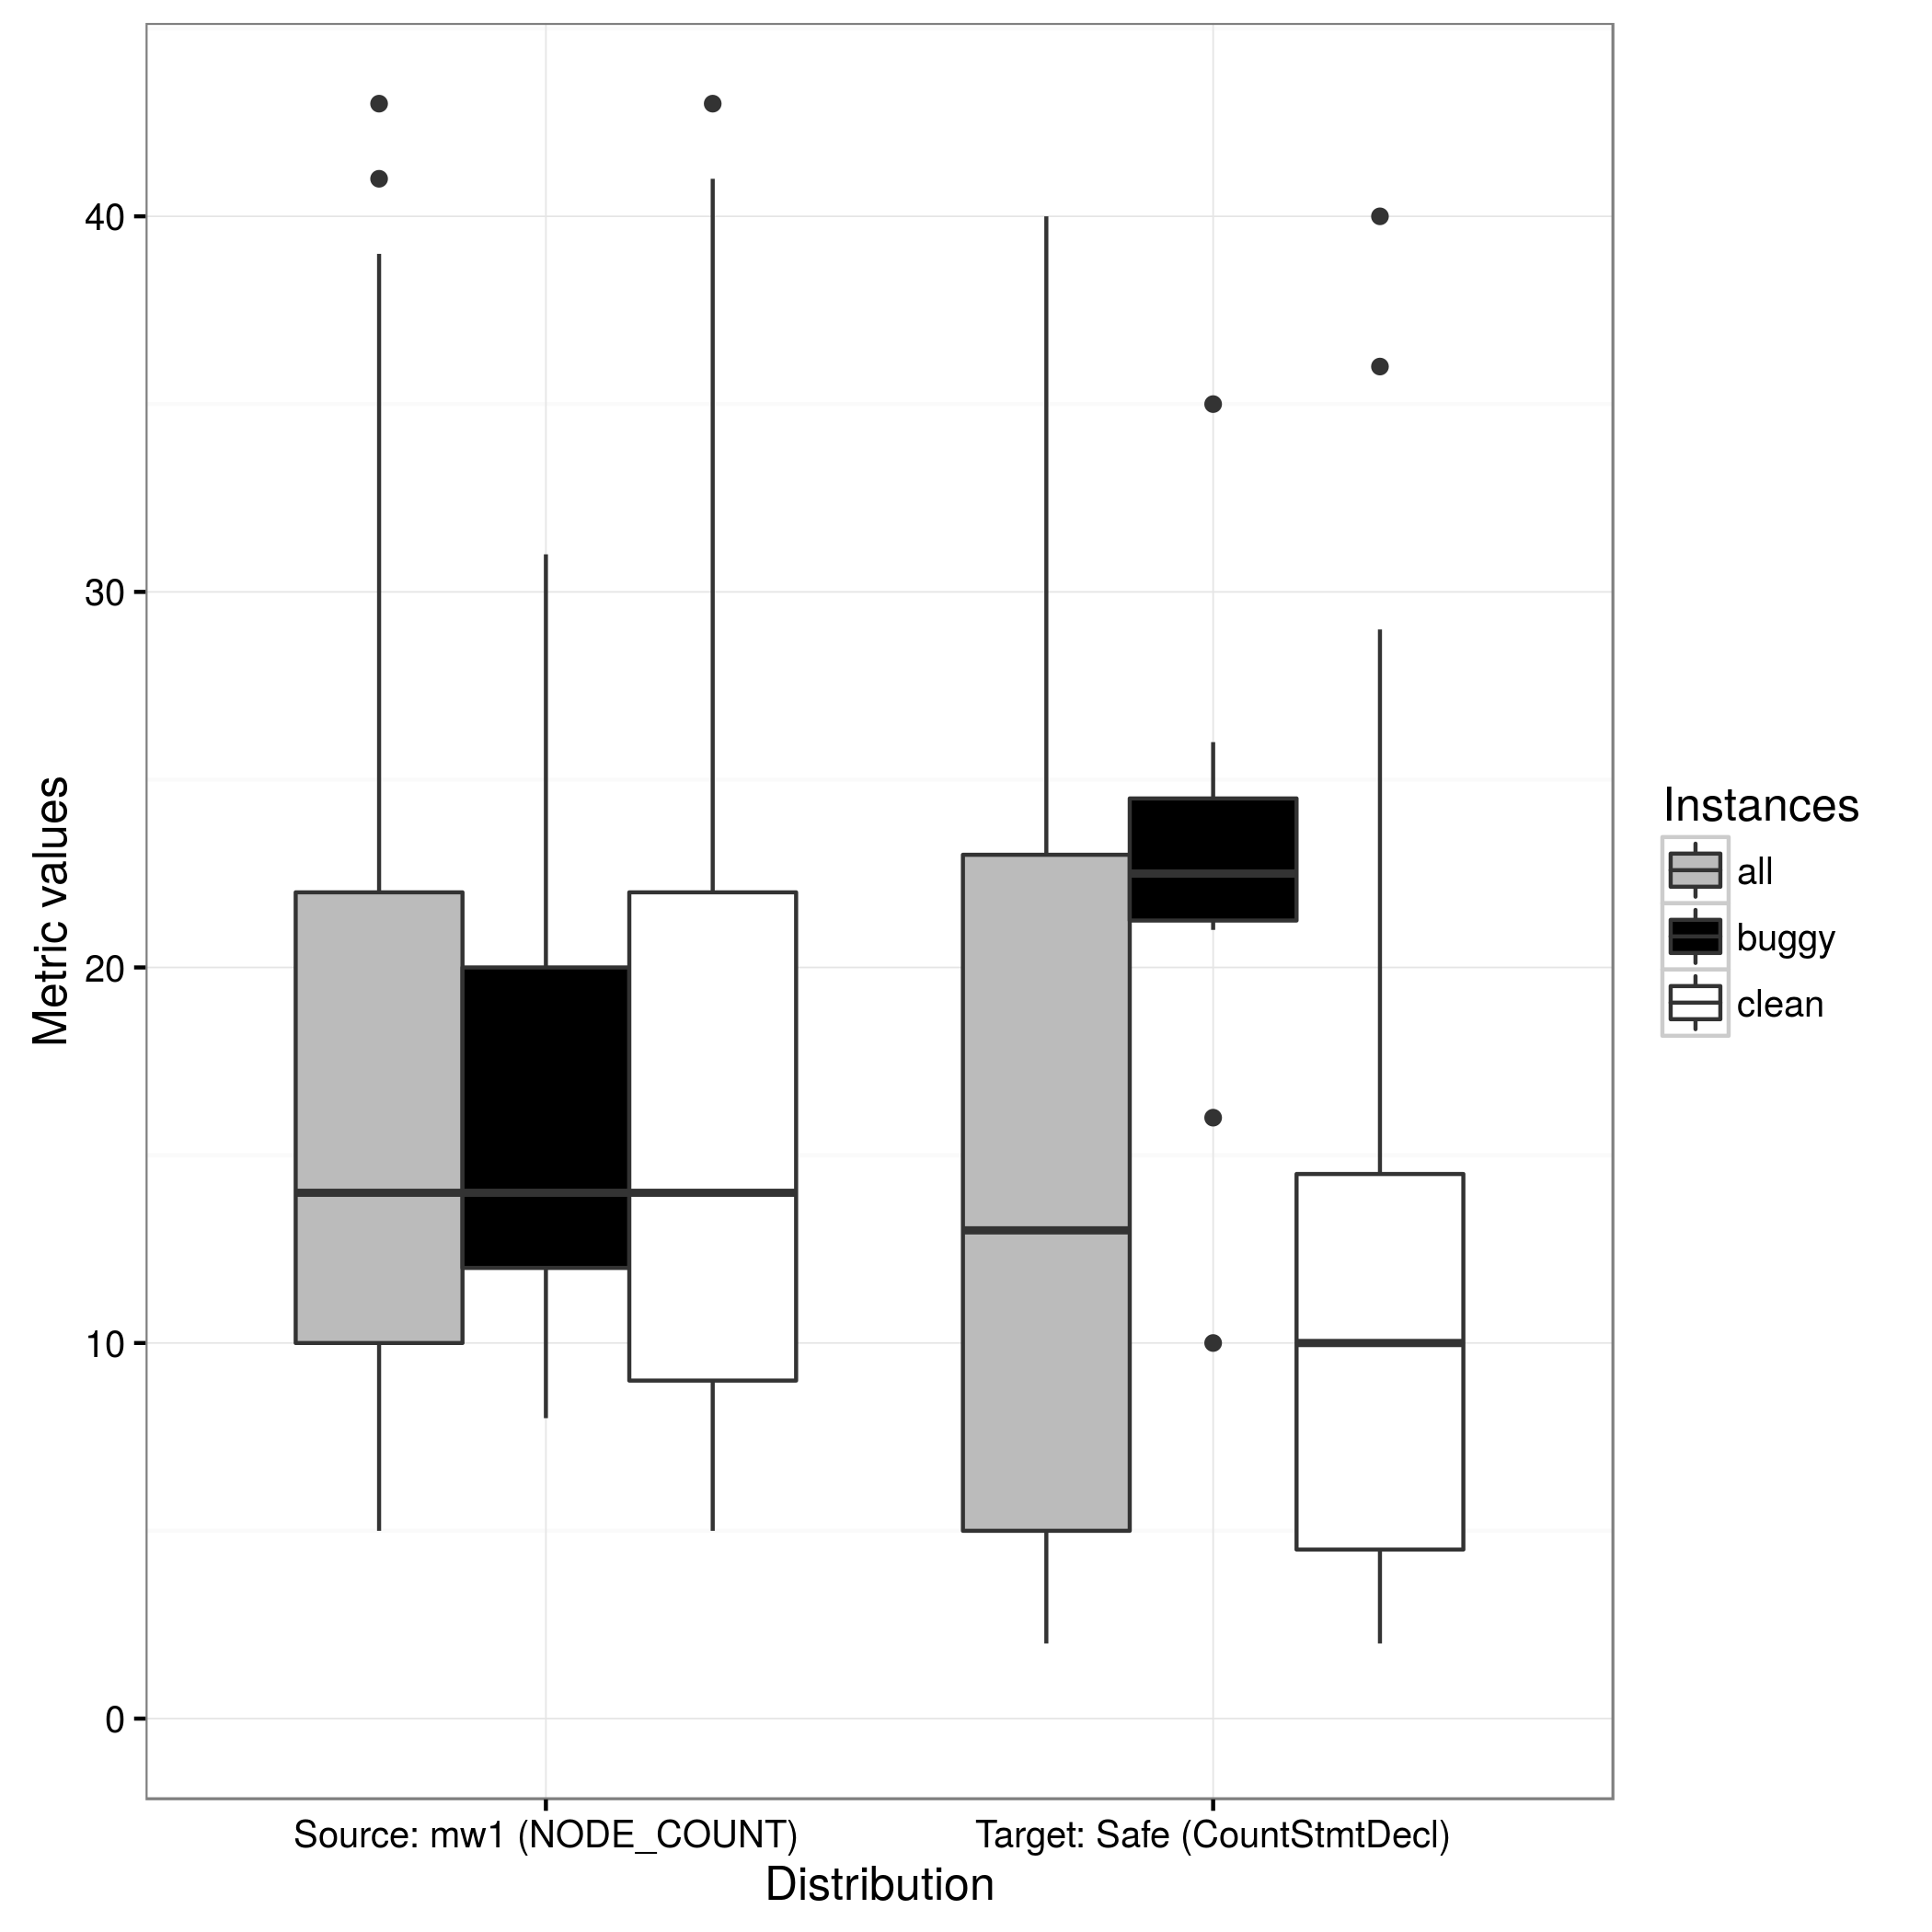 Metric values
40
30
20
10
0
Source: mw1 (NODE_COUNT)
Target: Safe (CountStmtDecl)
Distribution
Instances
all
buggy
clean